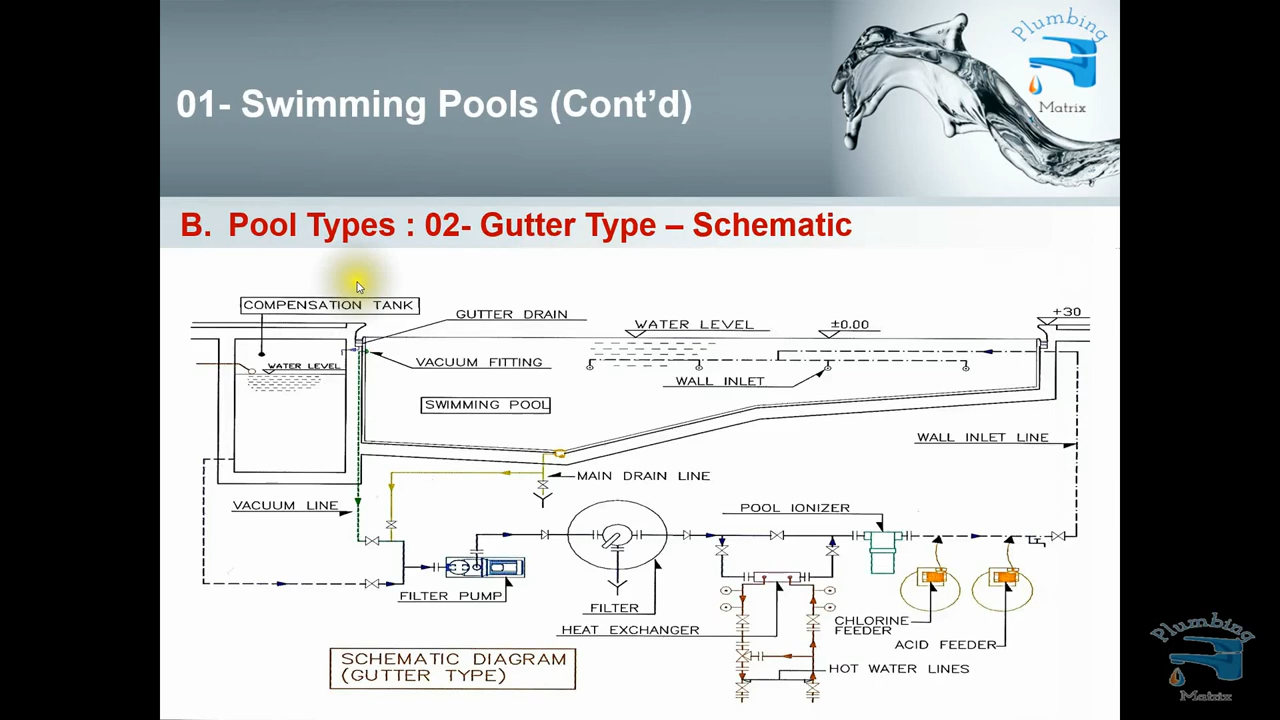 Plumbing
Matrix
01- Swimming Pools (Cont'd)
B. Pool Types : 02- Gutter Type – Schematic
COMPENSATION TANK
GUTTER DRAIN
WATER LEVEL
±0.00
+30
VACUUM FITTING
WATER LEVEL
WALL INLET
SWIMMING POOL
WALL INLET LINE
MAIN DRAIN LINE
VACUUM LINE
POOL IONIZER
FILTER PUMP
FILTER
HEAT EXCHANGER
CHLORINE
FEEDER
ACID FEEDER
HOT WATER LINES
SCHEMATIC DIAGRAM
(GUTTER TYPE)
Plumbing
Matrix